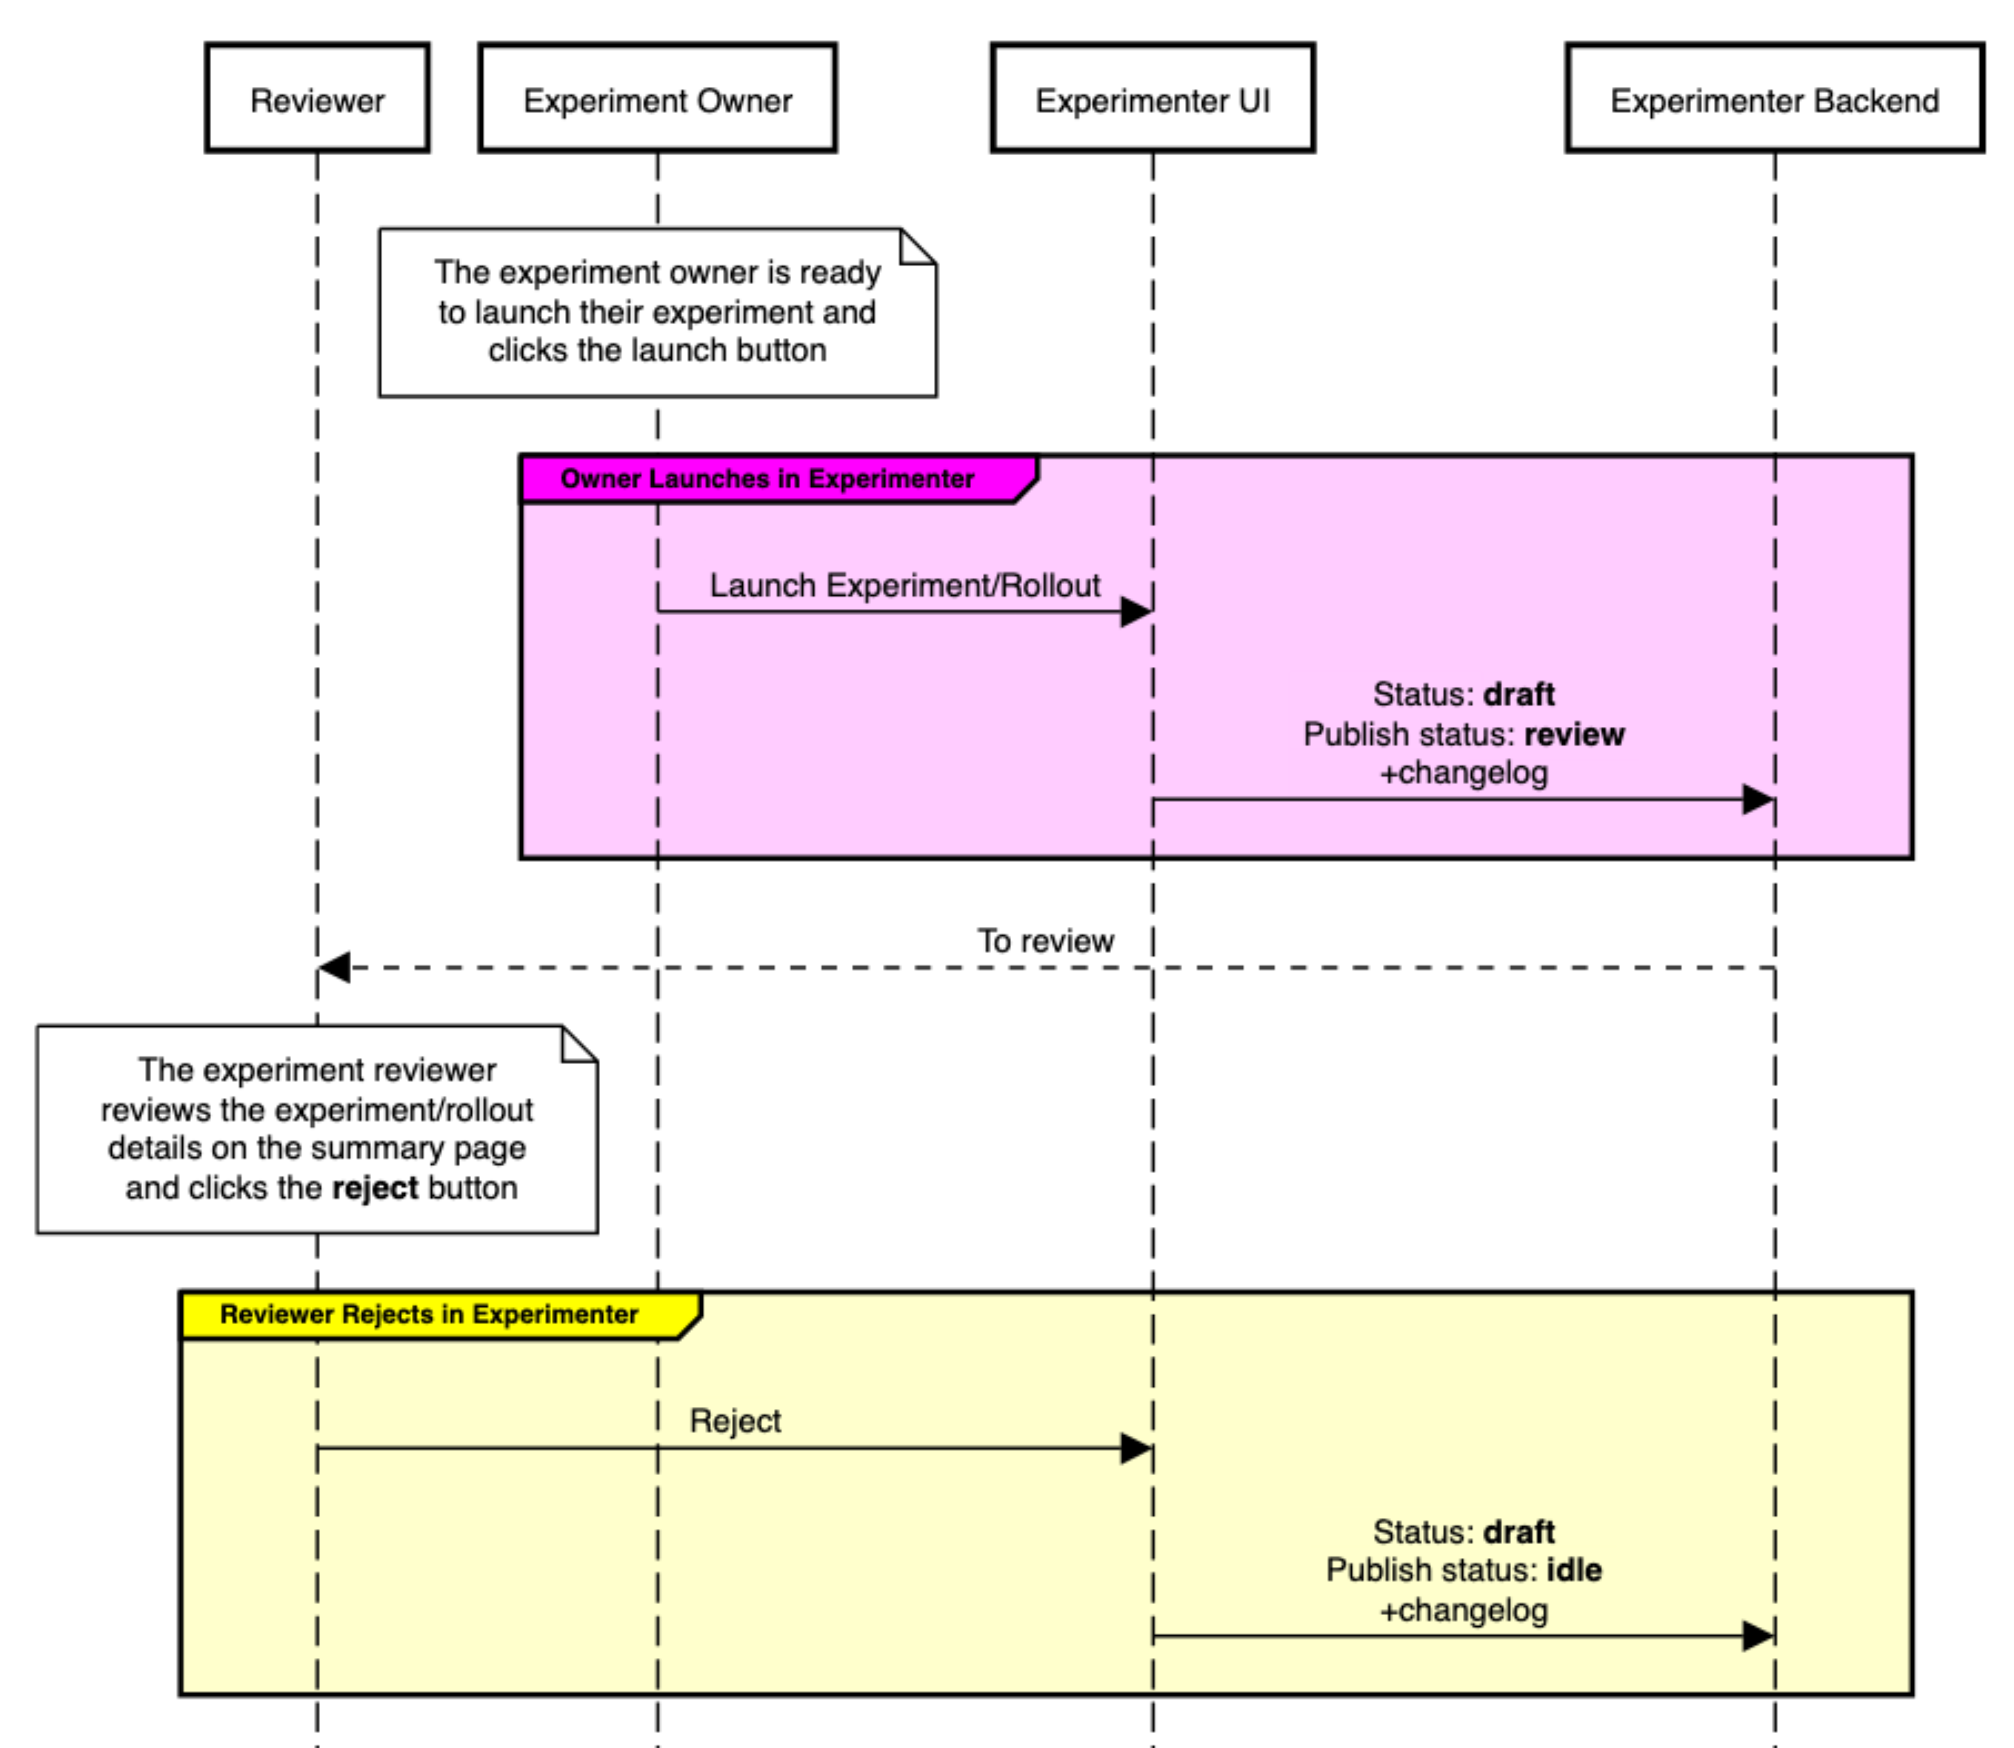 Reviewer
Experiment Owner
Experimenter UI
Experimenter Backend
The experiment owner is ready
to launch their experiment and
clicks the launch button
Owner Launches in Experimenter
Launch Experiment/Rollout
Status: draft
Publish status: review
+changelog
To review
The experiment reviewer
reviews the experiment/rollout
details on the summary page
and clicks the reject button
Reviewer Rejects in Experimenter
Reject
Status: draft
Publish status: idle
+changelog